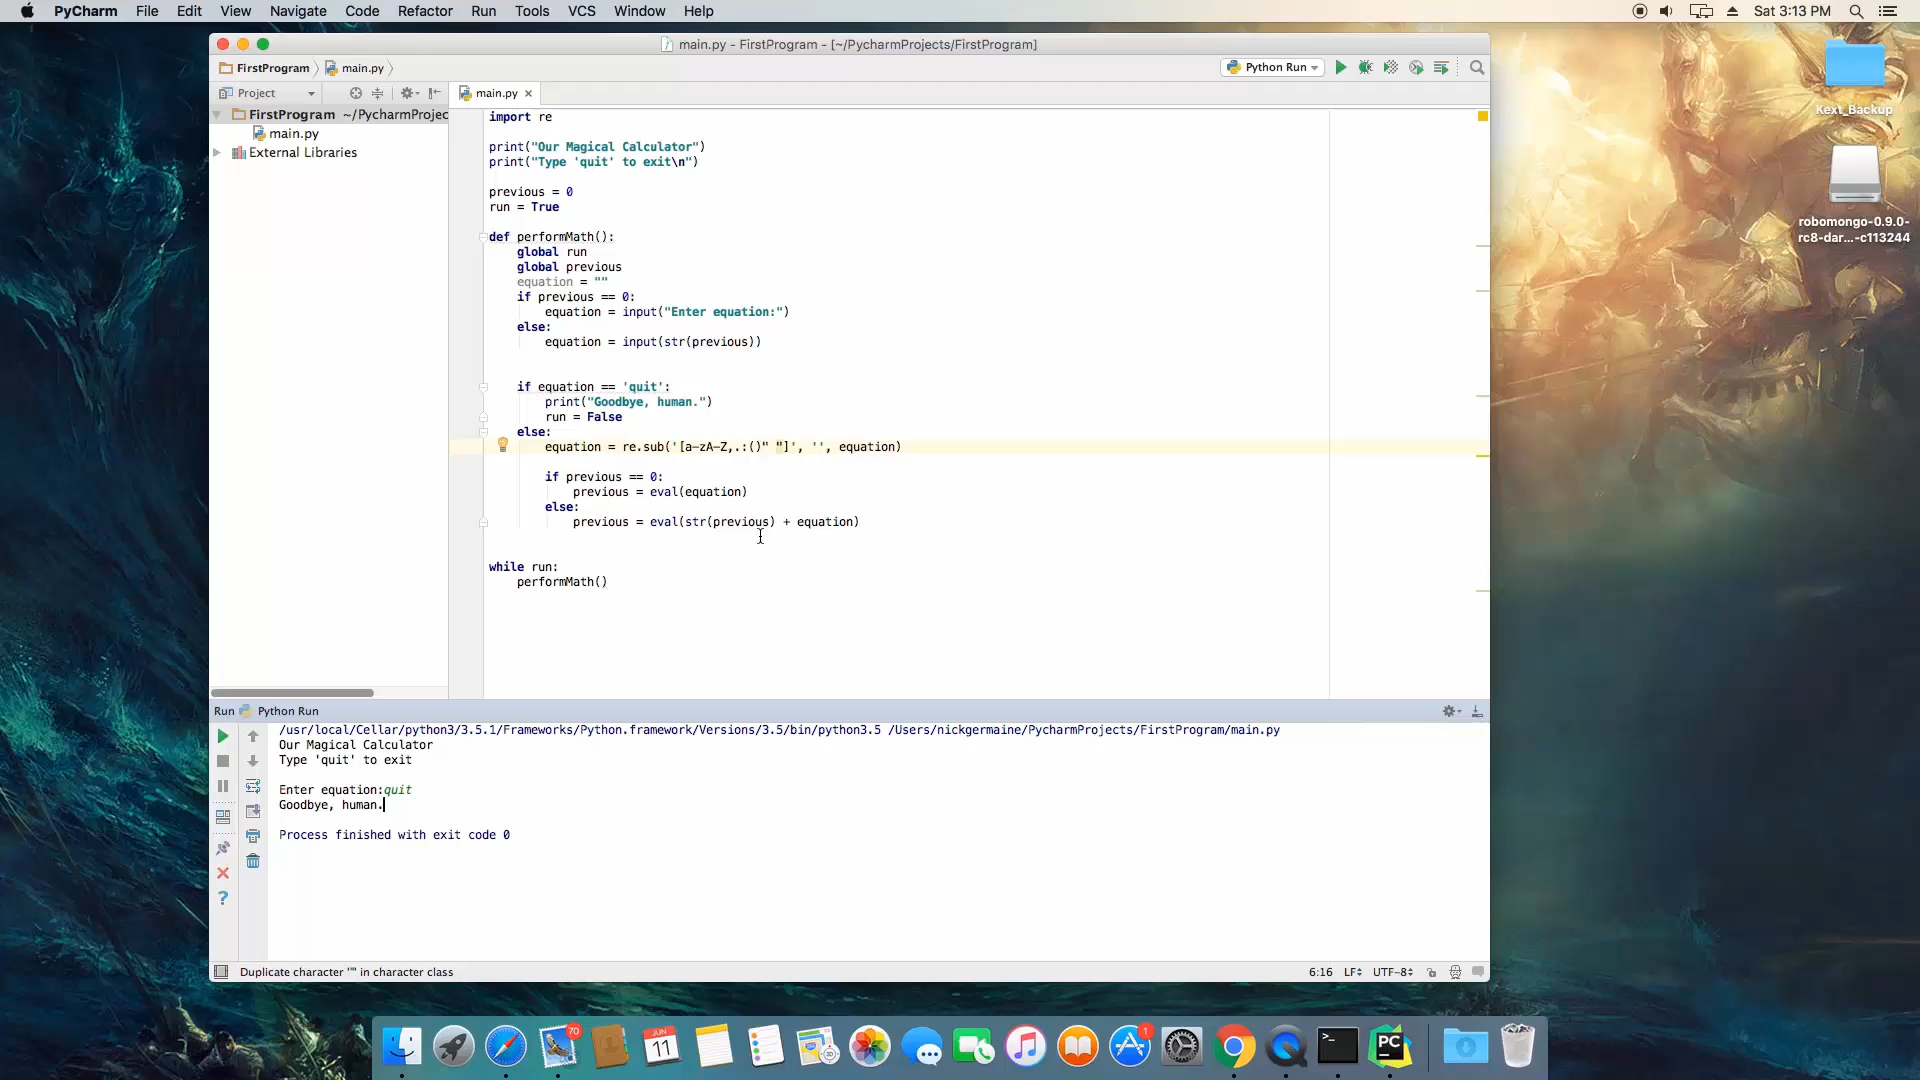 PyCharm File Edit View Navigate Code Refactor Run Tools VCS Window Help Sat 3:13 PM
main.py - FirstProgram - [~/PycharmProjects/FirstProgram]
FirstProgram main.py Python Run
Project main.py
FirstProgram ~/PycharmProjec
main.py
External Libraries
import re
print("Our Magical Calculator")
print("Type 'quit' to exit\n")
previous = 0
run = True
def performMath():
global run
global previous
equation = ""
if previous == 0:
equation = input("Enter equation:")
else:
equation = input(str(previous))
if equation == 'quit':
print("Goodbye, human.")
run = False
else:
equation = re.sub('[a-zA-Z,.:()" "]', '', equation)
if previous == 0:
previous = eval(equation)
else:
previous = eval(str(previous) + equation)
while run:
performMath()
Run Python Run
/usr/local/Cellar/python3/3.5.1/Frameworks/Python.framework/Versions/3.5/bin/python3.5 /Users/nickgermaine/PycharmProjects/FirstProgram/main.py
Our Magical Calculator
Type 'quit' to exit
Enter equation:quit
Goodbye, human.
Process finished with exit code 0
Duplicate character '"' in character class 6:16 LF UTF-8
Kext_Backup
robomongo-0.9.0-
rc8-dar...-c113244
70
JUN
11
3D
1
>_
PC